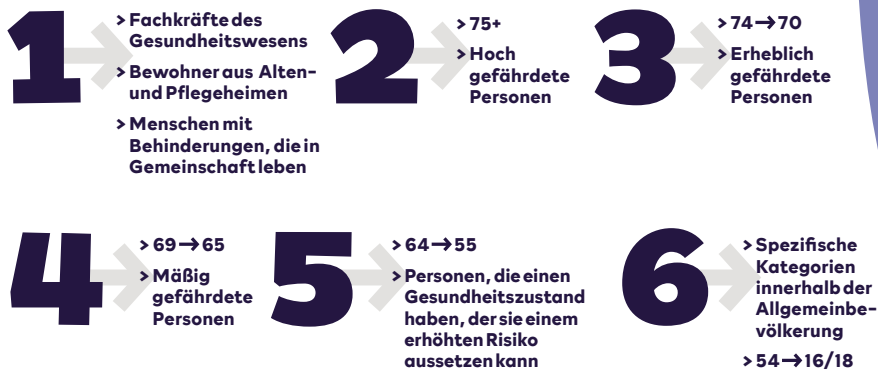 1
> Fachkräfte des
Gesundheitswesens
> Bewohner aus Alten-
und Pflegeheimen
> Menschen mit
Behinderungen, die in
Gemeinschaft leben
2
> 75+
> Hoch
gefährdete
Personen
3
> 74→70
> Erheblich
gefährdete
Personen
4
> 69→65
> Mäßig
gefährdete
Personen
5
> 64→55
> Personen, die einen
Gesundheitszustand
haben, der sie einem
erhöhten Risiko
aussetzen kann
6
> Spezifische
Kategorien
innerhalb der
Allgemeinbe-
völkerung
> 54→16/18